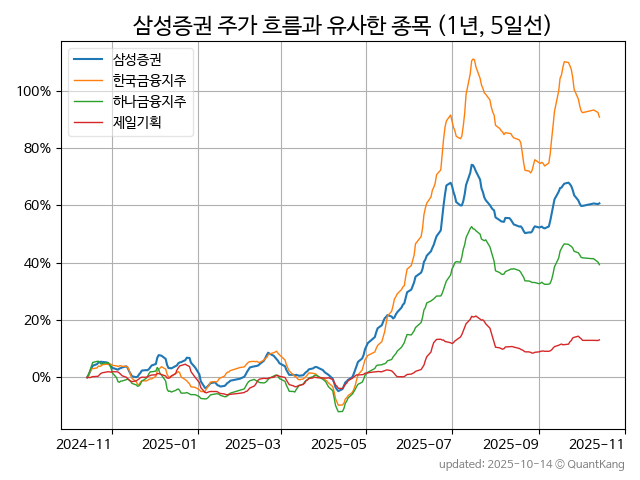 삼성증권 주가 흐름과 유사한 종목 (1년, 5일선)
삼성증권
한국금융지주
하나금융지주
제일기획
100%
80%
60%
40%
20%
0%
2024-11 2025-01 2025-03 2025-05 2025-07 2025-09 2025-11
updated: 2025-10-14 © QuantKang